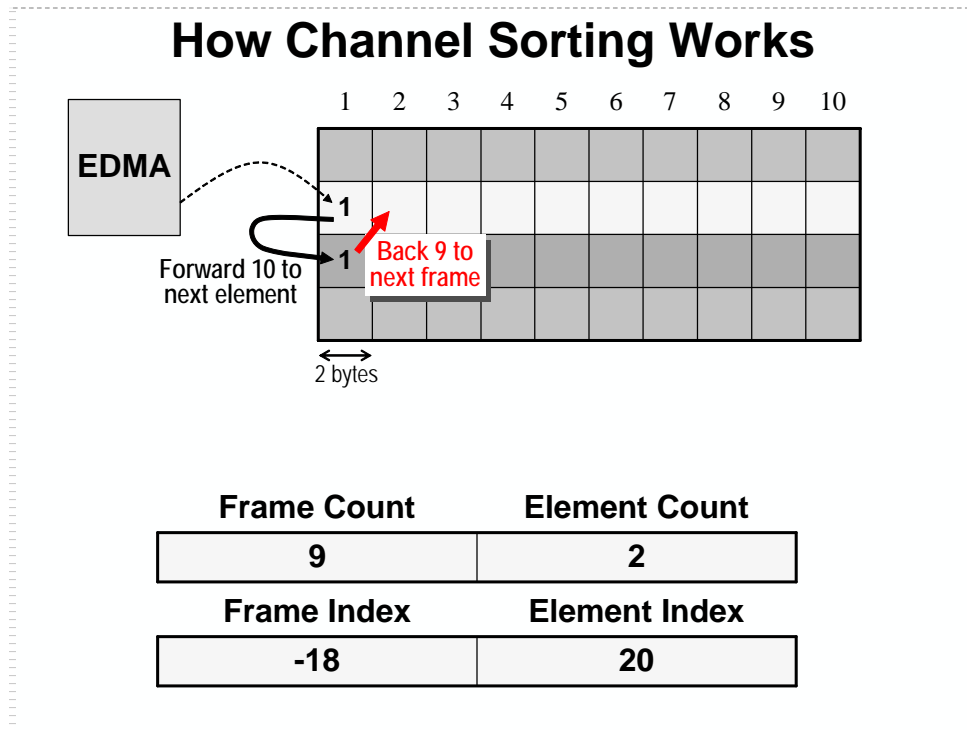 How Channel Sorting Works
1 2 3 4 5 6 7 8 9 10
EDMA
1
1
Back 9 to
next frame
Forward 10 to
next element
2 bytes
Frame Count Element Count
9 2
Frame Index Element Index
-18 20